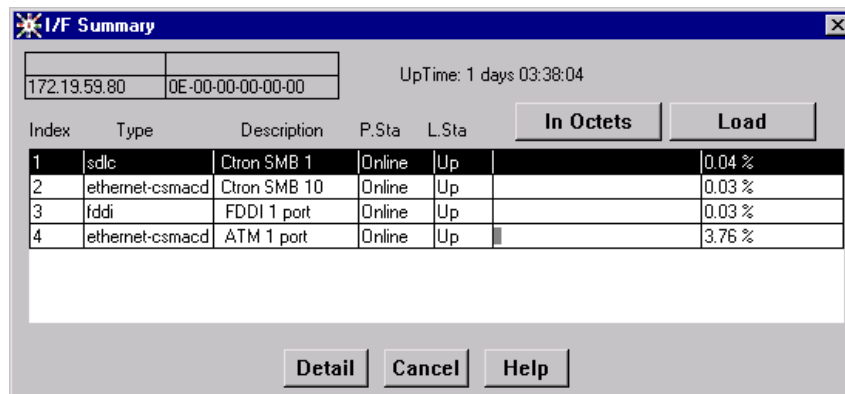 I/F Summary
172.19.59.80 0E-00-00-00-00-00
UpTime: 1 days 03:38:04
In Octets Load
Index Type Description P.Sta L.Sta
1 sdlc Ctron SMB 1 Online Up 0.04 %
2 ethernet-csmacd Ctron SMB 10 Online Up 0.03 %
3 fddi FDDI 1 port Online Up 0.03 %
4 ethernet-csmacd ATM 1 port Online Up 3.76 %
Detail Cancel Help